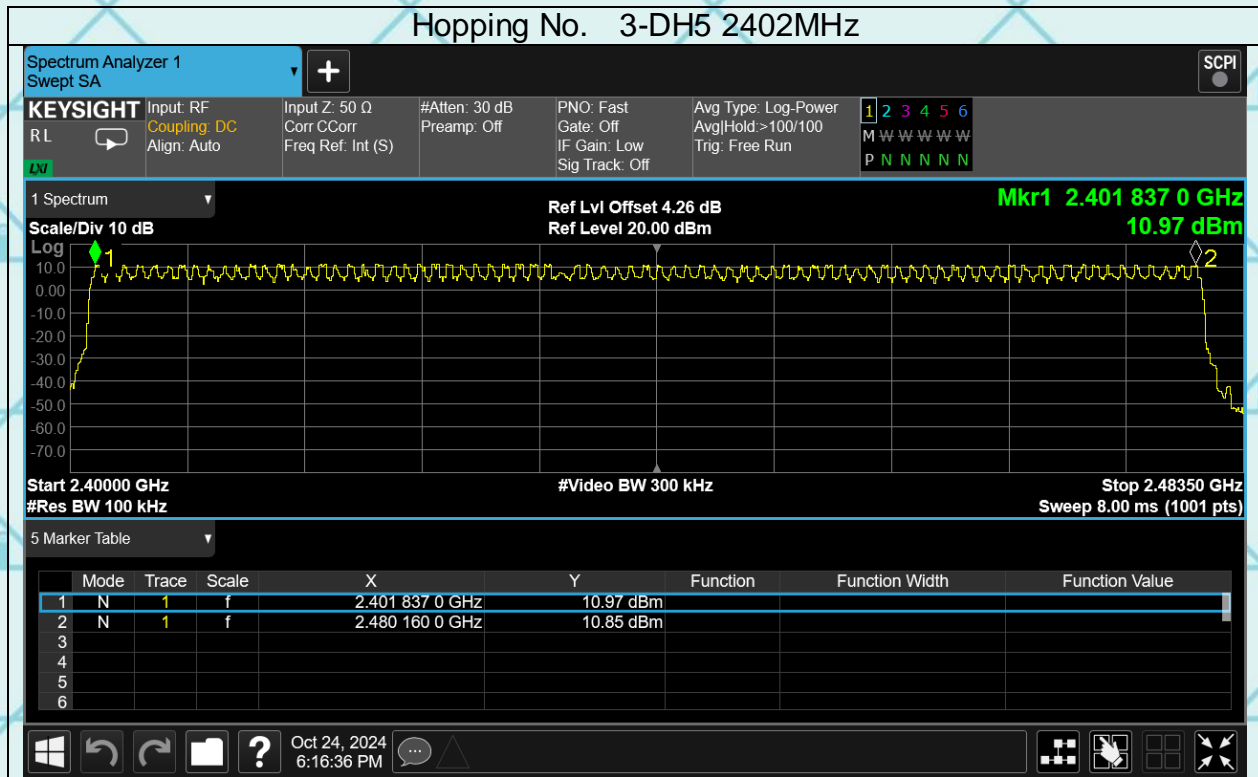 Hopping No. 3-DH5 2402MHz
Spectrum Analyzer 1
Swept SA
+
SCPI
KEYSIGHT
R L
LXI
Input: RF
Coupling: DC
Align: Auto
Input Z: 50 Ω
Corr CCorr
Freq Ref: Int (S)
#Atten: 30 dB
Preamp: Off
PNO: Fast
Gate: Off
IF Gain: Low
Sig Track: Off
Avg Type: Log-Power
Avg|Hold:>100/100
Trig: Free Run
1 2 3 4 5 6
M W W W W W
P N N N N N
1 Spectrum
Scale/Div 10 dB
Log
Ref Lvl Offset 4.26 dB
Ref Level 20.00 dBm
Mkr1 2.401 837 0 GHz
10.97 dBm
1
2
10.0
0.00
-10.0
-20.0
-30.0
-40.0
-50.0
-60.0
-70.0
Start 2.40000 GHz
#Res BW 100 kHz
#Video BW 300 kHz
Stop 2.48350 GHz
Sweep 8.00 ms (1001 pts)
5 Marker Table
Mode Trace Scale X Y Function Function Width Function Value
1 N 1 f 2.401 837 0 GHz 10.97 dBm
2 N 1 f 2.480 160 0 GHz 10.85 dBm
3
4
5
6
?
Oct 24, 2024
6:16:36 PM